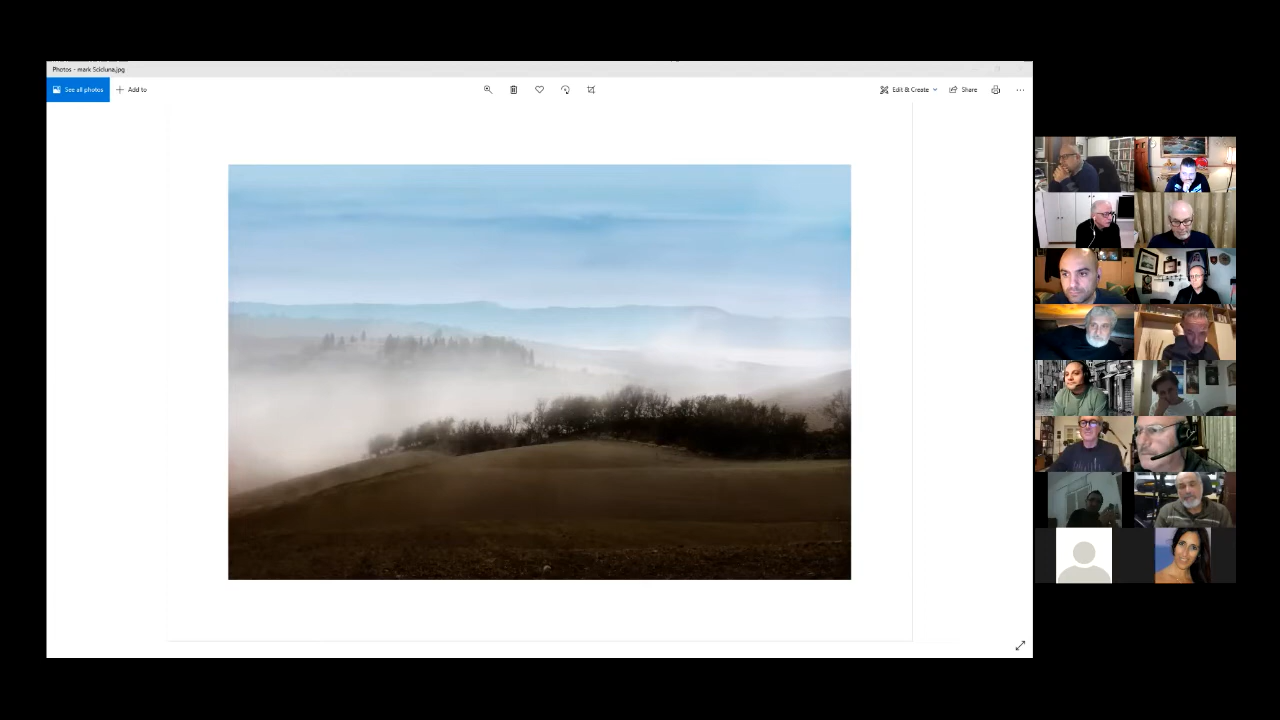 Photos - mark Scicluna.jpg
See all photos
Add to
Edit & Create
Share